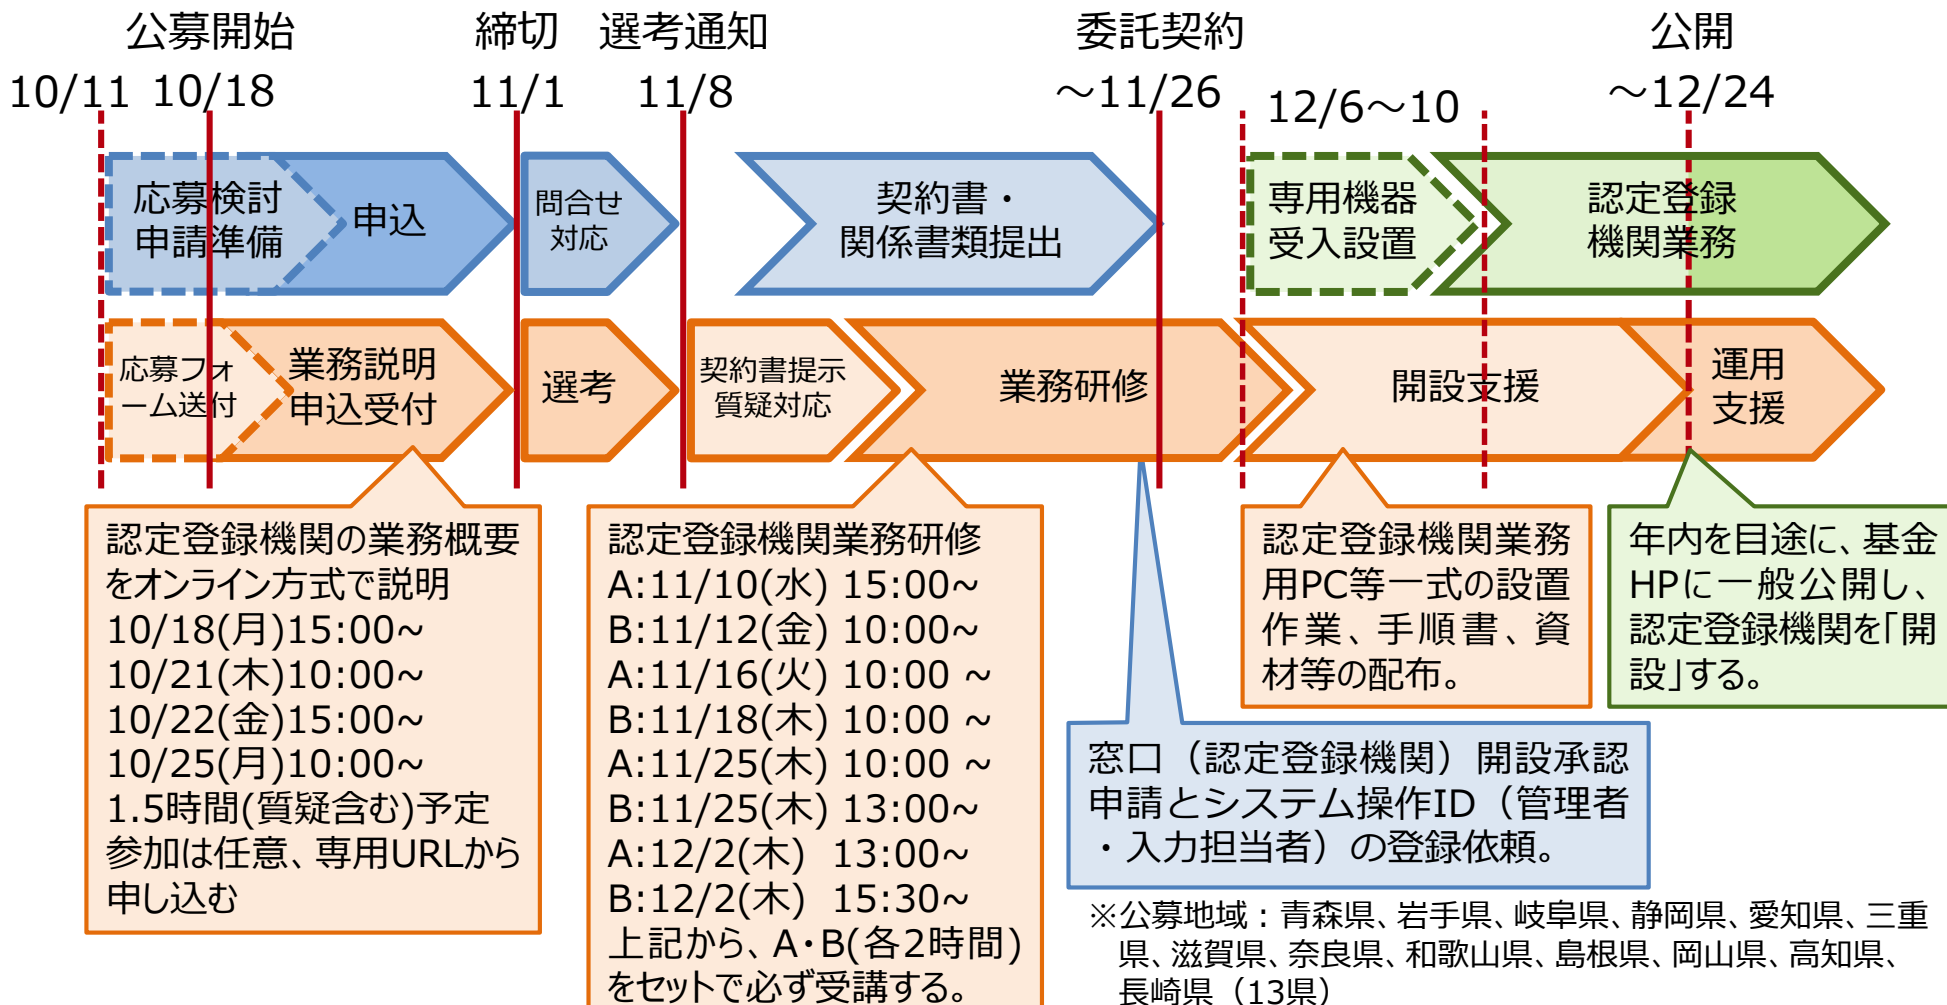 公募開始
締切
選考通知
委託契約
公開
10/11
10/18
11/1
11/8
～11/26
12/6～10
～12/24
応募検討
申請準備
申込
問合せ
対応
契約書・
関係書類提出
専用機器
受入設置
認定登録
機関業務
応募フォ
ーム送付
業務説明
申込受付
選考
契約書提示
質疑対応
業務研修
開設支援
運用
支援
認定登録機関の業務概要
をオンライン方式で説明
10/18(月)15:00~
10/21(木)10:00~
10/22(金)15:00~
10/25(月)10:00~
1.5時間(質疑含む)予定
参加は任意、専用URLから
申し込む
認定登録機関業務研修
A:11/10(水) 15:00~
B:11/12(金) 10:00~
A:11/16(火) 10:00 ~
B:11/18(木) 10:00 ~
A:11/25(木) 10:00 ~
B:11/25(木) 13:00~
A:12/2(木) 13:00~
B:12/2(木) 15:30~
上記から、A・B(各2時間)
をセットで必ず受講する。
認定登録機関業務
用PC等一式の設置
作業、手順書、資
材等の配布。
年内を目途に、基金
HPに一般公開し、
認定登録機関を｢開
設｣する。
窓口（認定登録機関）開設承認
申請とシステム操作ID（管理者
・入力担当者）の登録依頼。
※公募地域：青森県、岩手県、岐阜県、静岡県、愛知県、三重
県、滋賀県、奈良県、和歌山県、島根県、岡山県、高知県、
長崎県（13県）